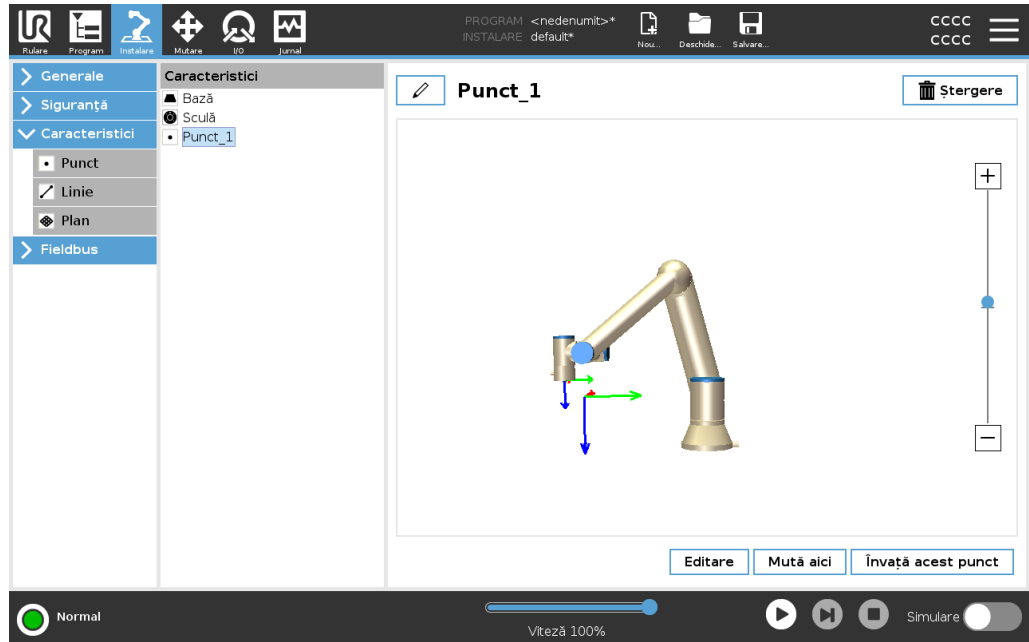 PROGRAM <nedenumit>*
INSTALARE default*
cccc
cccc
UR
Rulare Program Instalare Mutare I/O Jurnal Nou... Deschide... Salvare...
Generale
Siguranță
Caracteristici
Punct
Linie
Plan
Fieldbus
Caracteristici
Bază
Sculă
Punct_1
Punct_1
Ștergere
Editare Mută aici Învață acest punct
Normal
Viteză 100%
Simulare